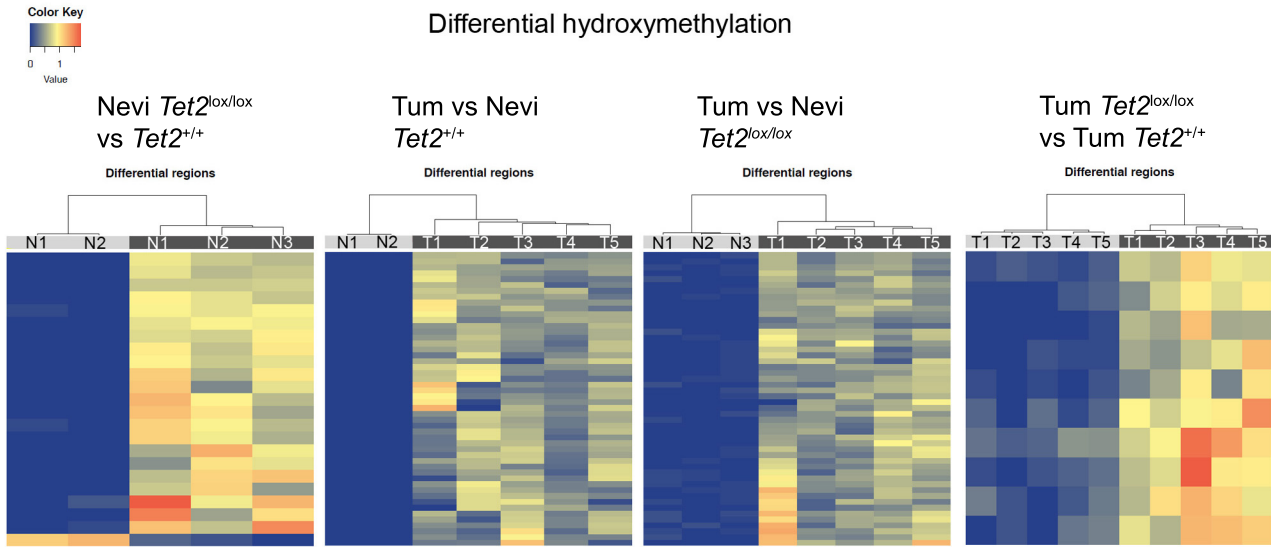 Color Key
0 1
Value
Differential hydroxymethylation
Nevi Tet2lox/lox
vs Tet2+/+
Differential regions
N1 N2 N1 N2 N3
Tum vs Nevi
Tet2+/+
Differential regions
N1 N2 T1 T2 T3 T4 T5
Tum vs Nevi
Tet2lox/lox
Differential regions
N1 N2 N3 T1 T2 T3 T4 T5
Tum Tet2lox/lox
vs Tum Tet2+/+
Differential regions
T1 T2 T3 T4 T5 T1 T2 T3 T4 T5